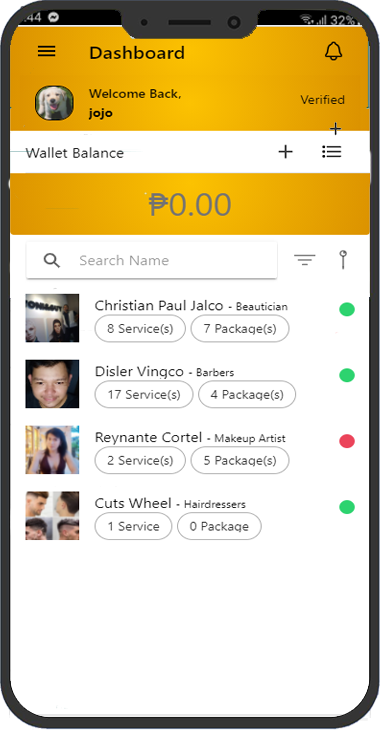 :44 32%
Dashboard
Welcome Back,
jojo
Verified
Wallet Balance
₱0.00
Search Name
Christian Paul Jalco - Beautician
8 Service(s) 7 Package(s)
Disler Vingco - Barbers
17 Service(s) 4 Package(s)
Reynante Cortel - Makeup Artist
2 Service(s) 5 Package(s)
Cuts Wheel - Hairdressers
1 Service 0 Package